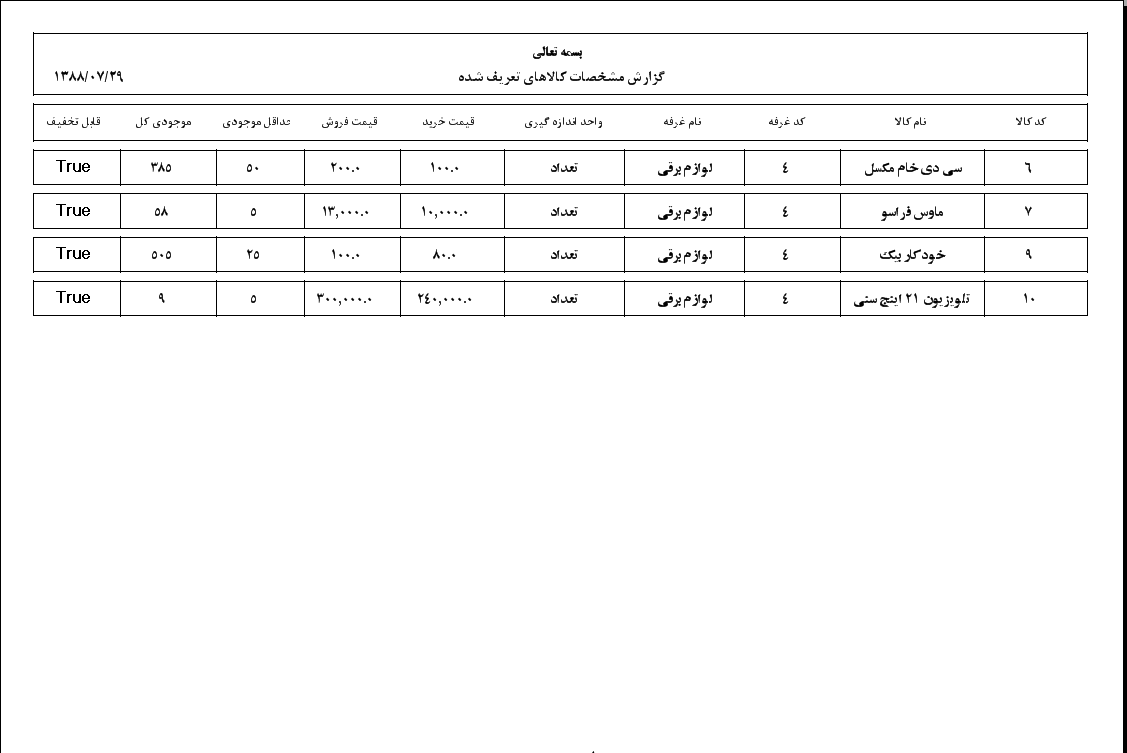 بسمه تعالی
گزارش مشخصات کالاهای تعریف شده
۱۳۸۸/۰۷/۲۹
کد کالا نام کالا کد غرفه نام غرفه واحد اندازه گیری قیمت خرید قیمت فروش حداقل موجودی موجودی کل قابل تخفیف
٦ سی دی خام مکسل ٤ لوازم برقی تعداد ۱۰۰.۰ ۲۰۰.۰ ۵۰ ۳۸۵ True
۷ ماوس فراسو ٤ لوازم برقی تعداد ۱۰,۰۰۰.۰ ۱۳,۰۰۰.۰ ۵ ۵۸ True
۹ خودکار بیک ٤ لوازم برقی تعداد ۸۰.۰ ۱۰۰.۰ ۲۵ ۵۰۵ True
۱۰ تلویزیون ۲۱ اینچ سنی ٤ لوازم برقی تعداد ۲٤۰,۰۰۰.۰ ۳۰۰,۰۰۰.۰ ۵ ۹ True